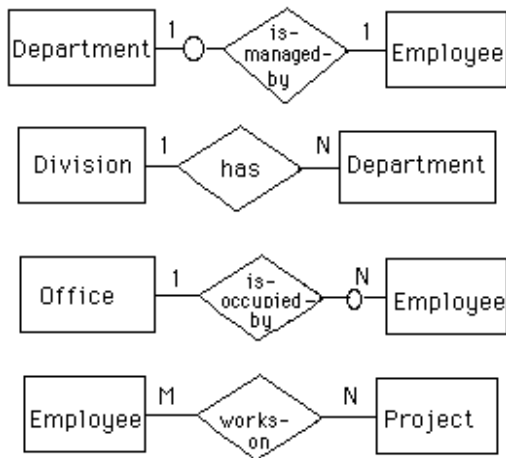 Department 1 is-
managed-
by 1 Employee
Division 1 has N Department
Office 1 is-
occupied-
by N Employee
Employee M works-
on N Project